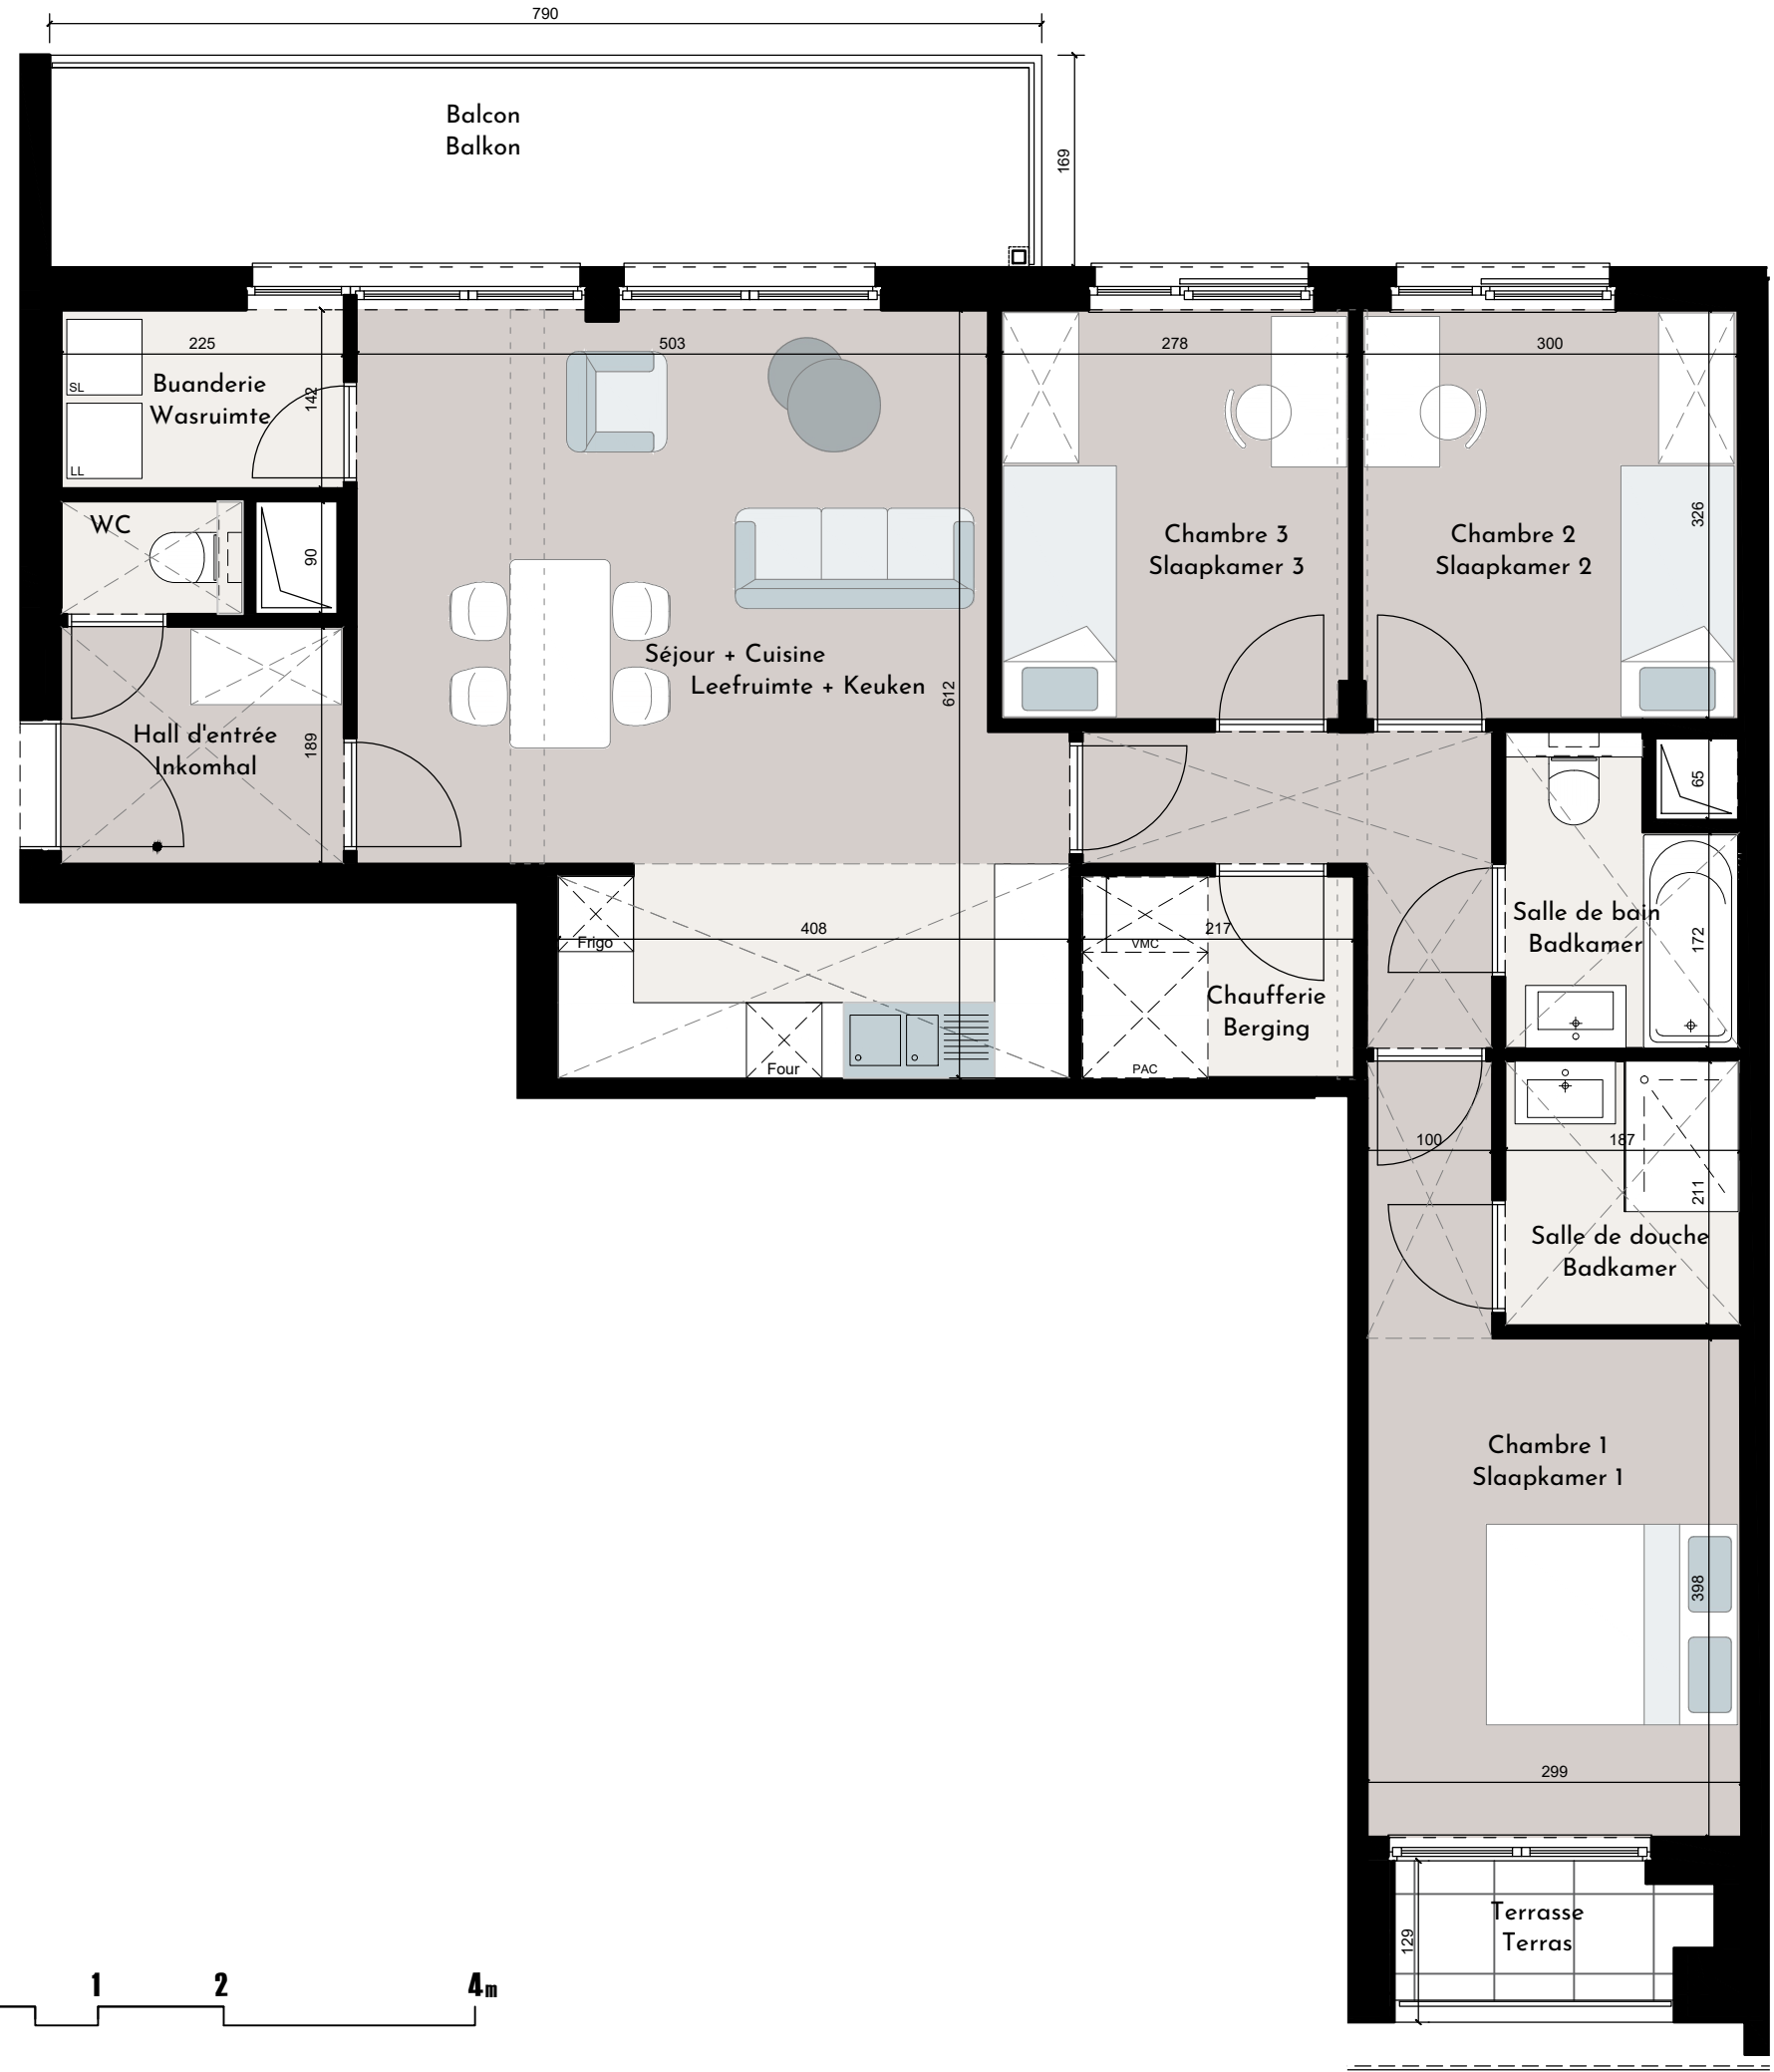 790
Balcon
Balkon
169
225
503
278
300
SL
Buanderie
Wasruimte
142
LL
WC
90
326
Chambre 3
Slaapkamer 3
Chambre 2
Slaapkamer 2
Séjour + Cuisine
Leefruimte + Keuken
612
Hall d'entrée
Inkomhal
189
65
Frigo
408
VMC
217
Salle de bain
Badkamer
172
Chaufferie
Berging
Four
PAC
100
187
211
Salle de douche
Badkamer
Chambre 1
Slaapkamer 1
398
299
Terrasse
Terras
129
1 2 4m